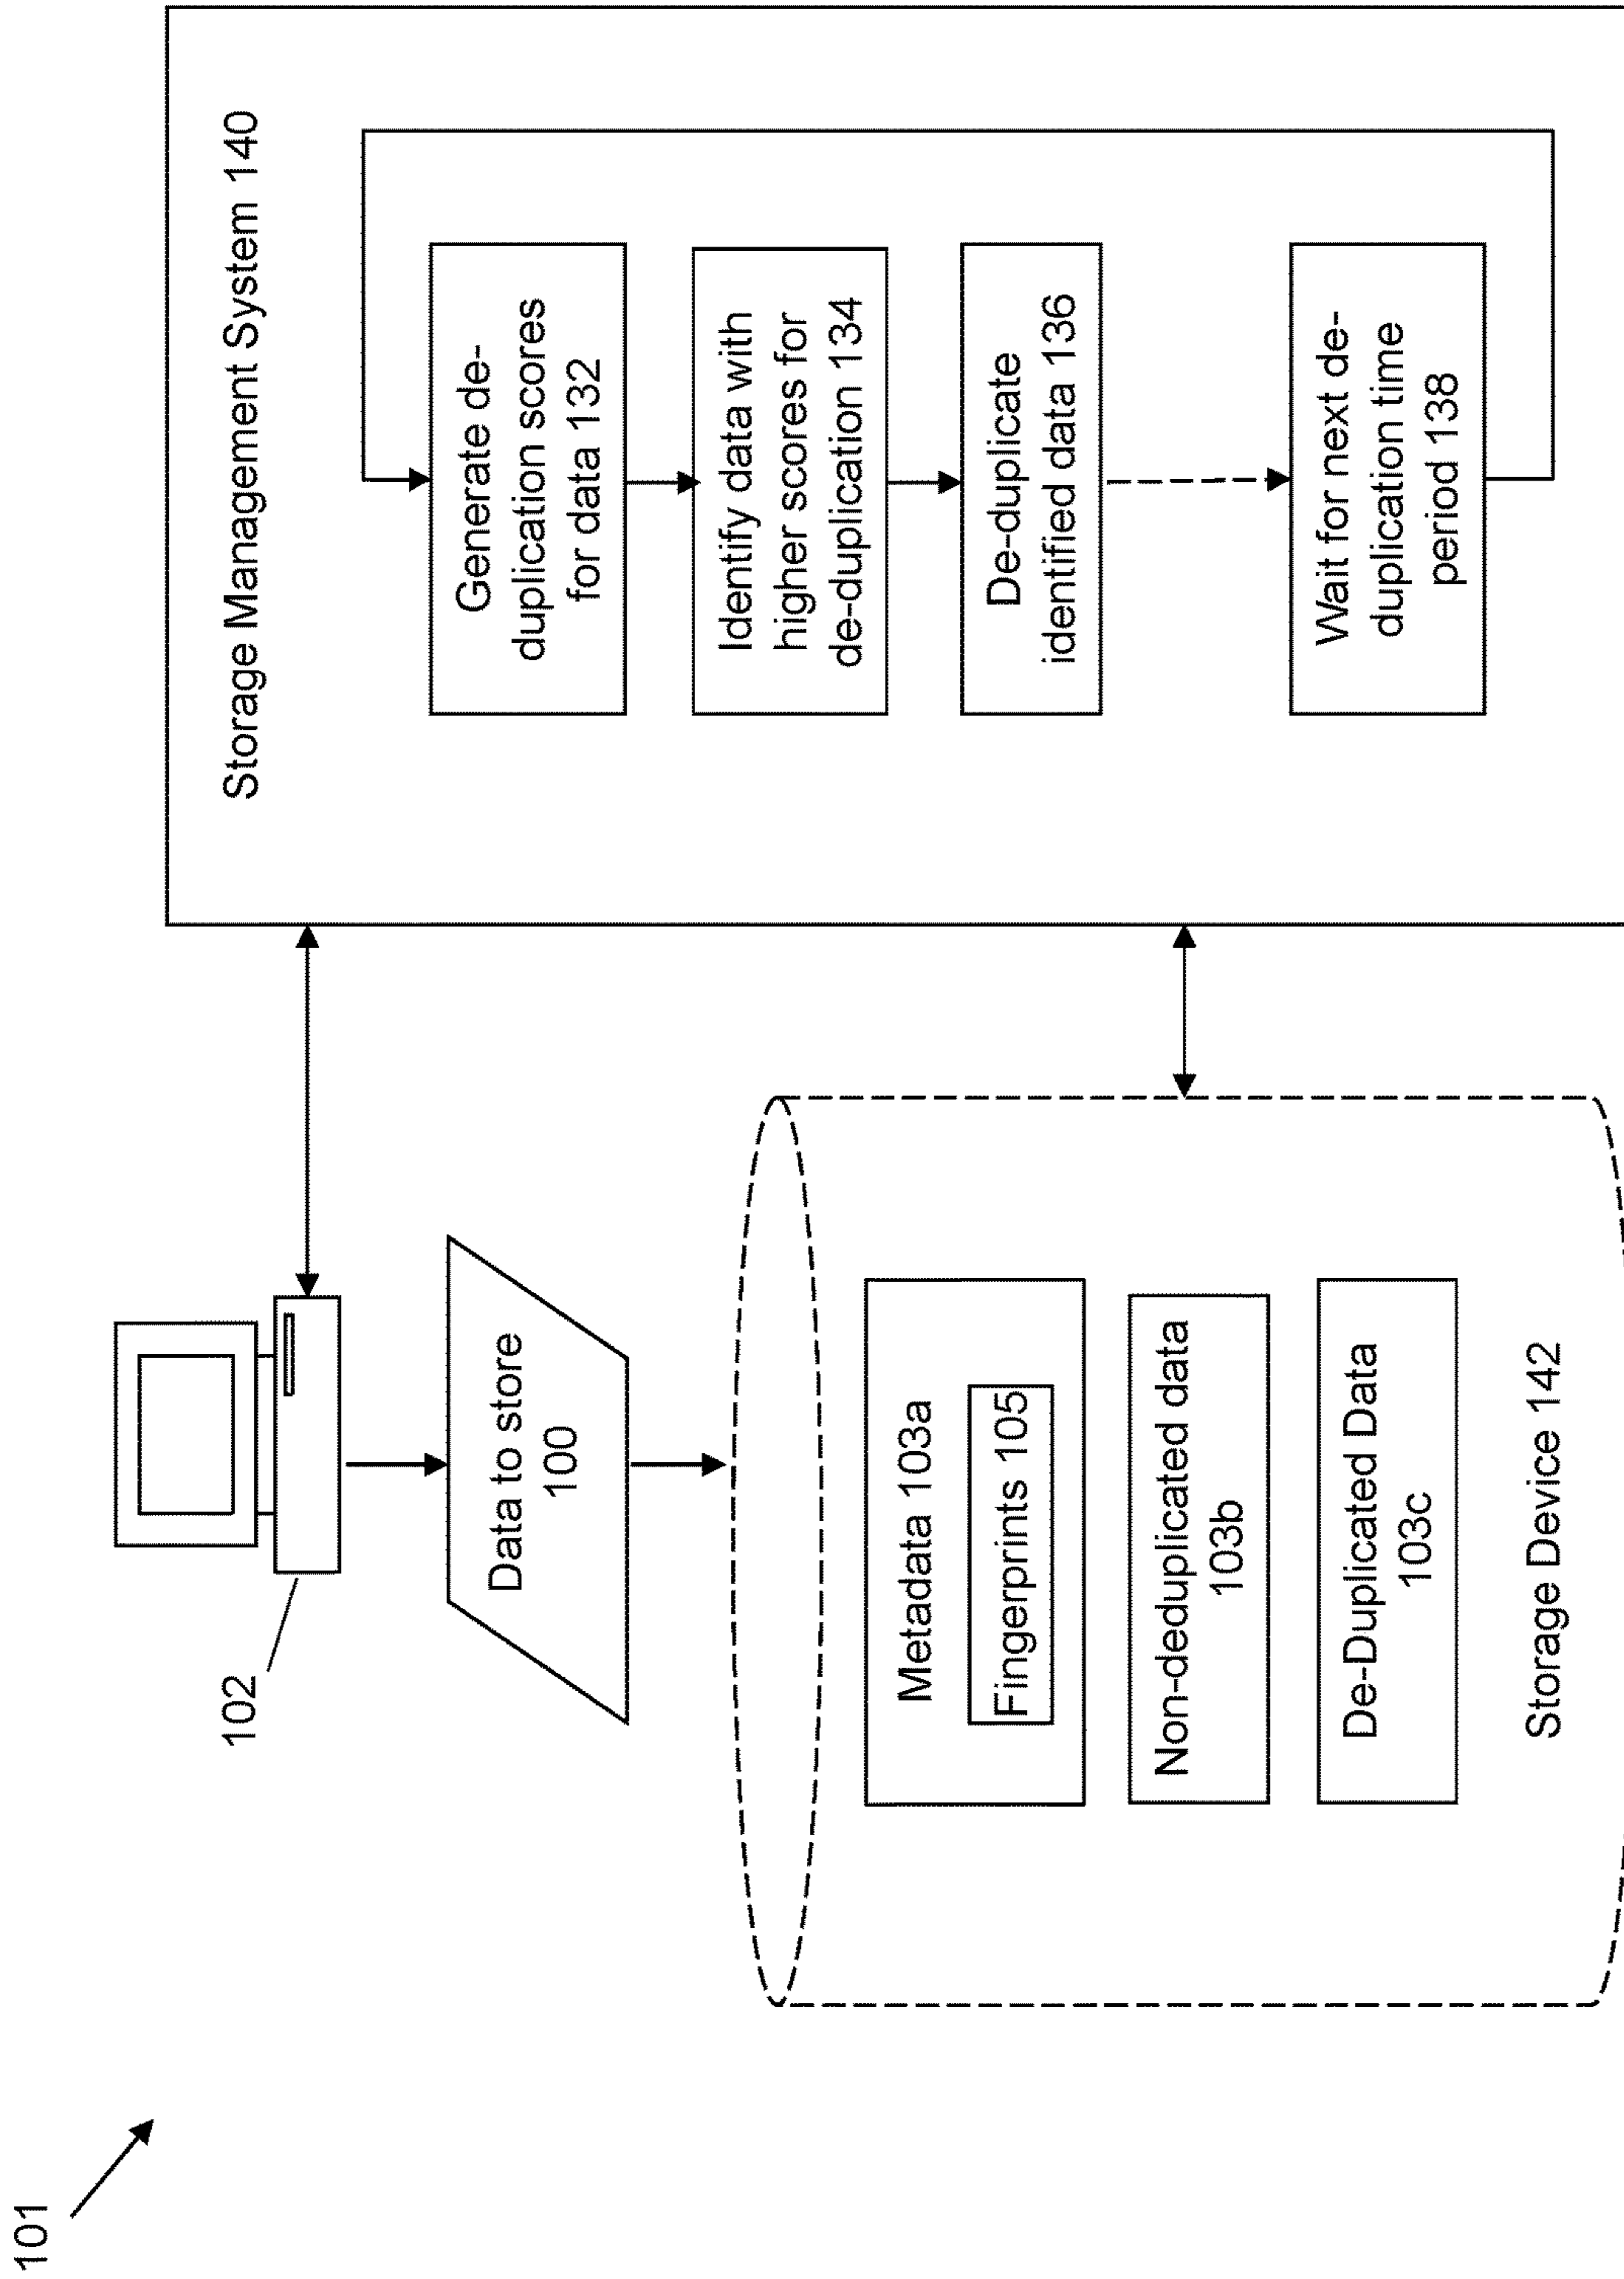 101
102
Data to store
100
Metadata 103a
Fingerprints 105
Non-deduplicated data
103b
De-Duplicated Data
103c
Storage Device 142
Storage Management System 140
Generate de-
duplication scores
for data 132
Identify data with
higher scores for
de-duplication 134
De-duplicate
identified data 136
Wait for next de-
duplication time
period 138